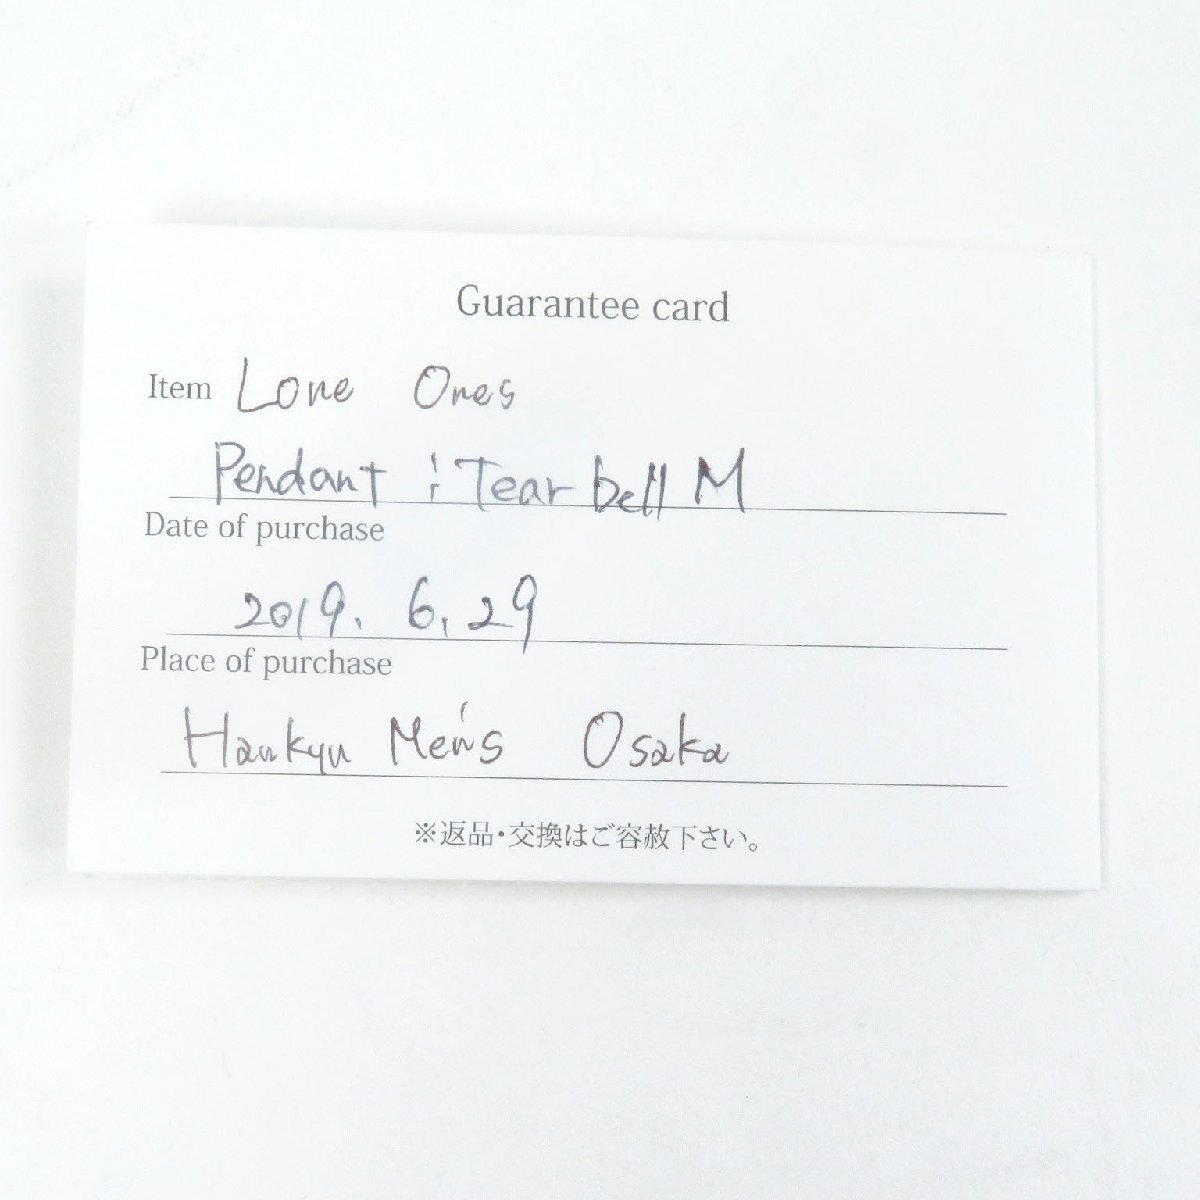 Guarantee card
Item Lone Ones
Pendant : Tear bell M
Date of purchase
2019. 6. 29
Place of purchase
Hankyu Men's Osaka
※返品・交換はご容赦下さい。